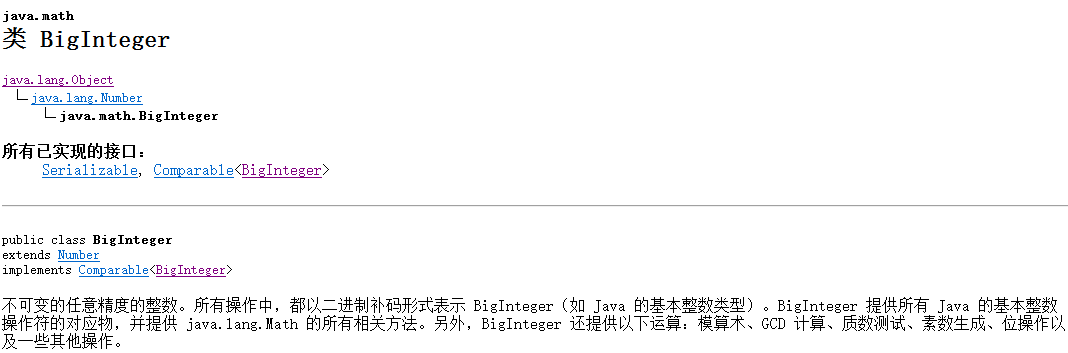 java.math
类 BigInteger
java.lang.Object
java.lang.Number
java.math.BigInteger
所有已实现的接口：
Serializable, Comparable<BigInteger>
public class BigInteger
extends Number
implements Comparable<BigInteger>
不可变的任意精度的整数。所有操作中，都以二进制补码形式表示 BigInteger（如 Java 的基本整数类型）。BigInteger 提供所有 Java 的基本整数
操作符的对应物，并提供 java.lang.Math 的所有相关方法。另外，BigInteger 还提供以下运算：模算术、GCD 计算、质数测试、素数生成、位操作以
及一些其他操作。